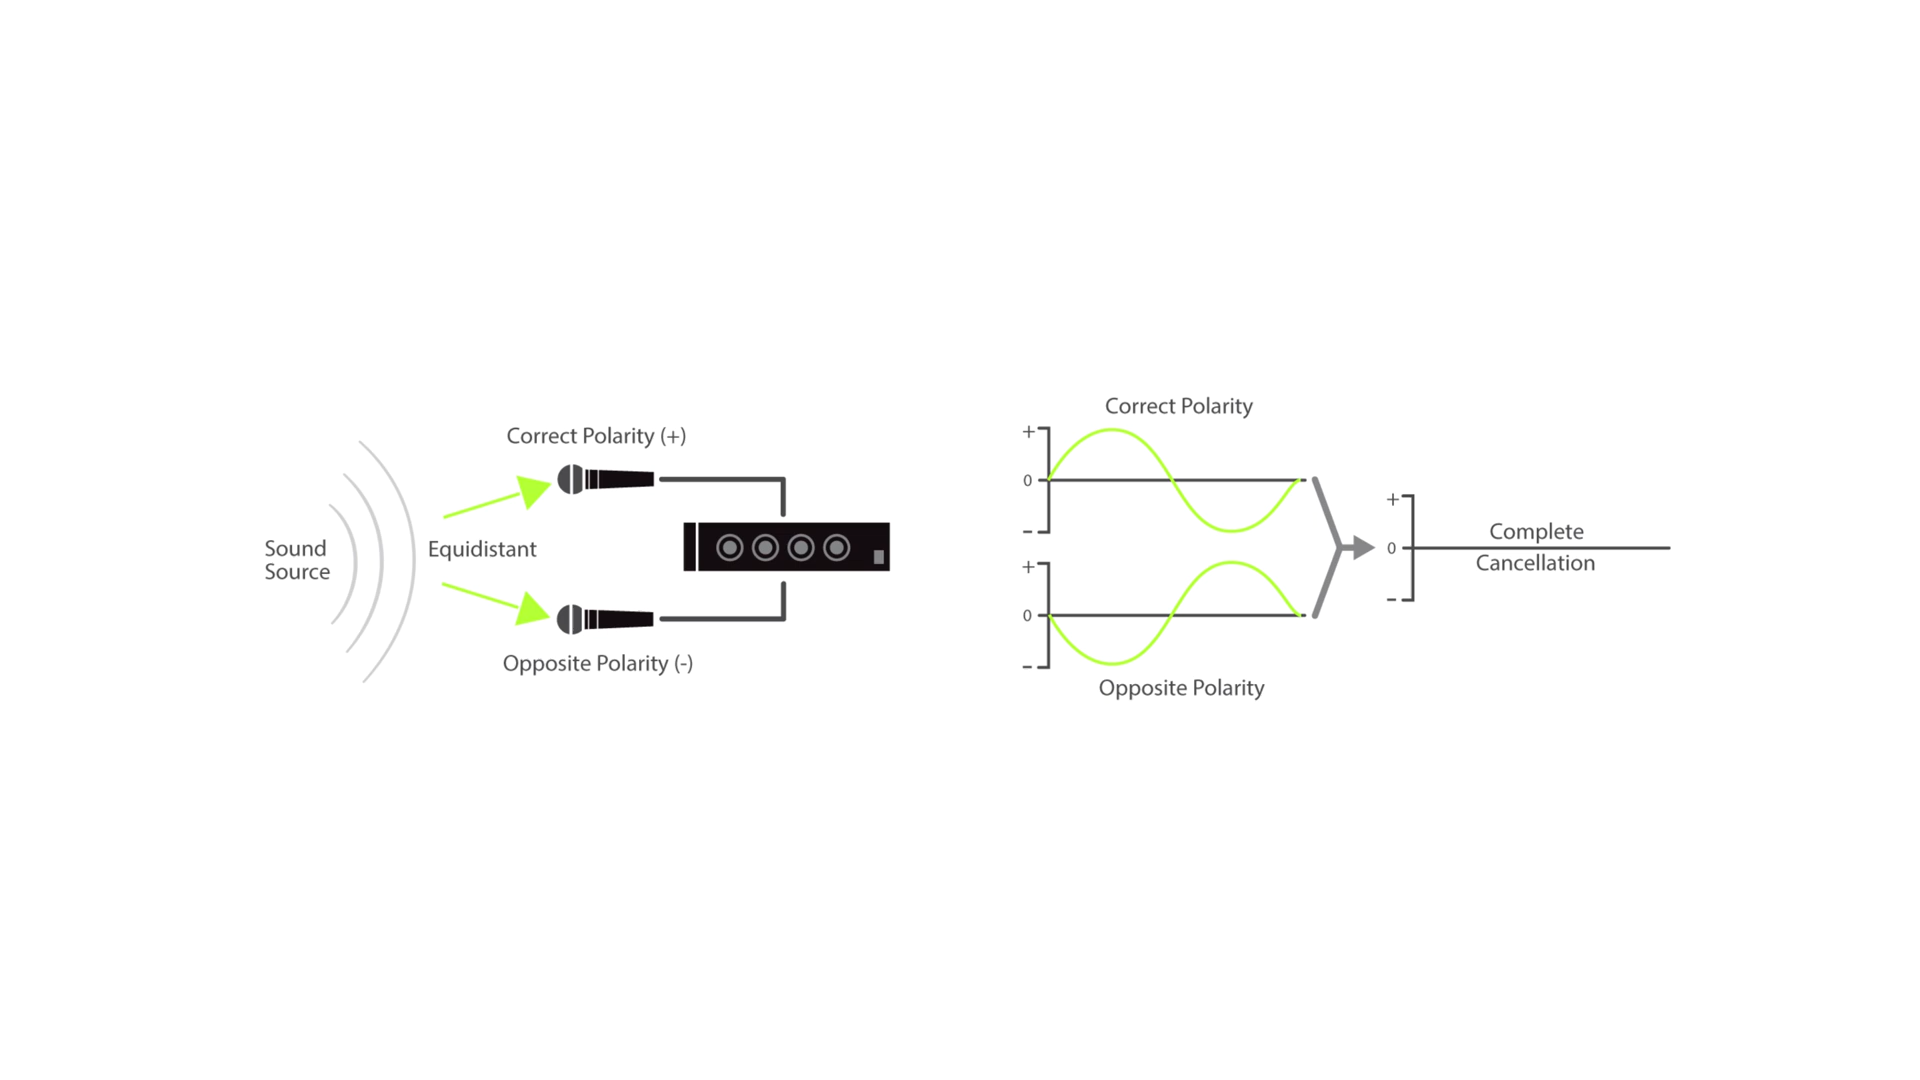 Correct Polarity (+)
Sound
Source
Equidistant
Opposite Polarity (-)
Correct Polarity
+
0
–
+
0
–
Opposite Polarity
+
0
–
Complete
Cancellation